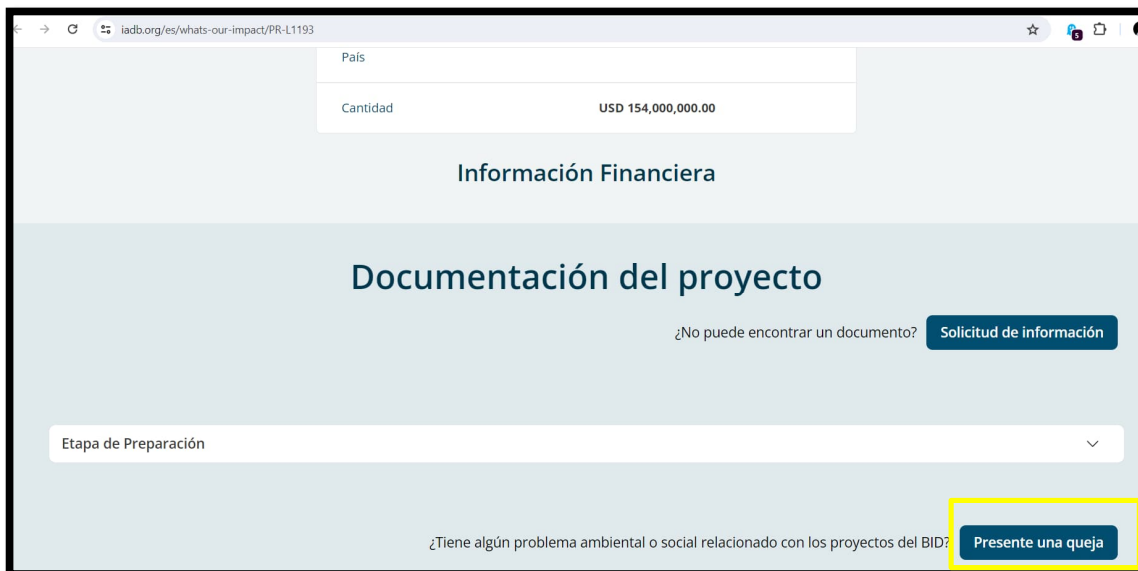 iadb.org/es/whats-our-impact/PR-L1193
5
País
Cantidad
USD 154,000,000.00
Información Financiera
Documentación del proyecto
¿No puede encontrar un documento?
Solicitud de información
Etapa de Preparación
¿Tiene algún problema ambiental o social relacionado con los proyectos del BID?
Presente una queja